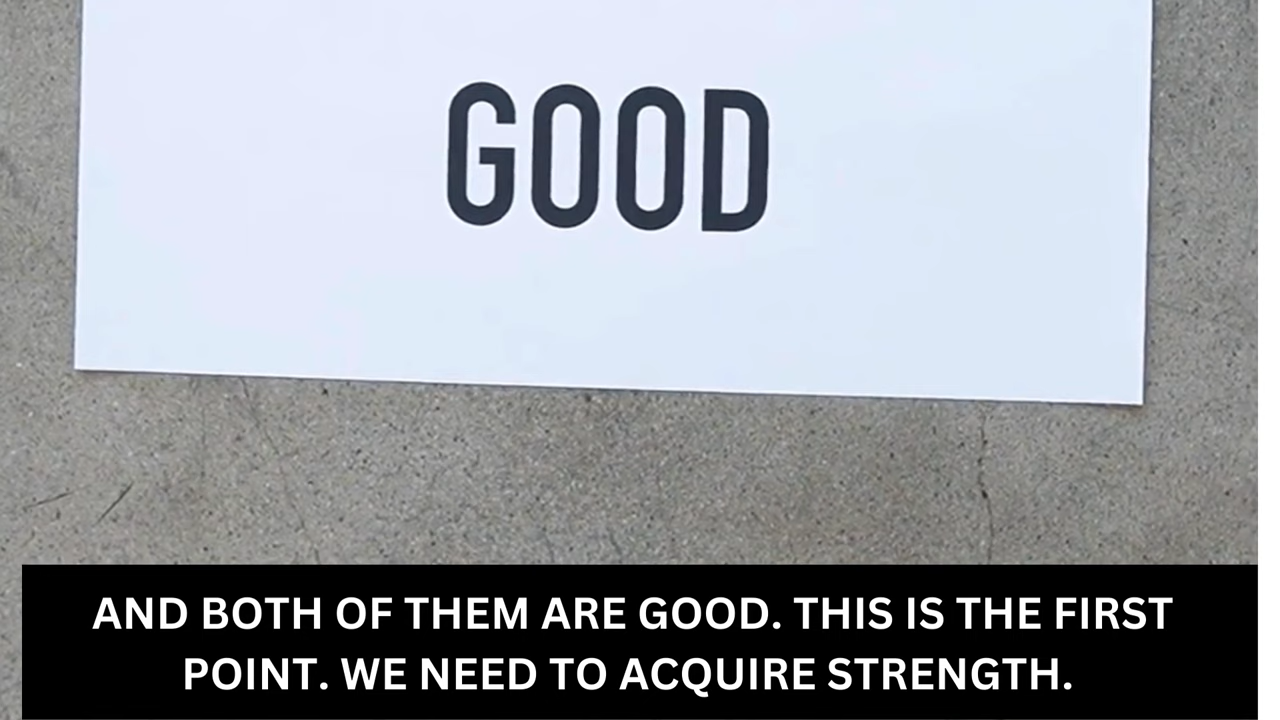 GOOD
AND BOTH OF THEM ARE GOOD. THIS IS THE FIRST
POINT. WE NEED TO ACQUIRE STRENGTH.